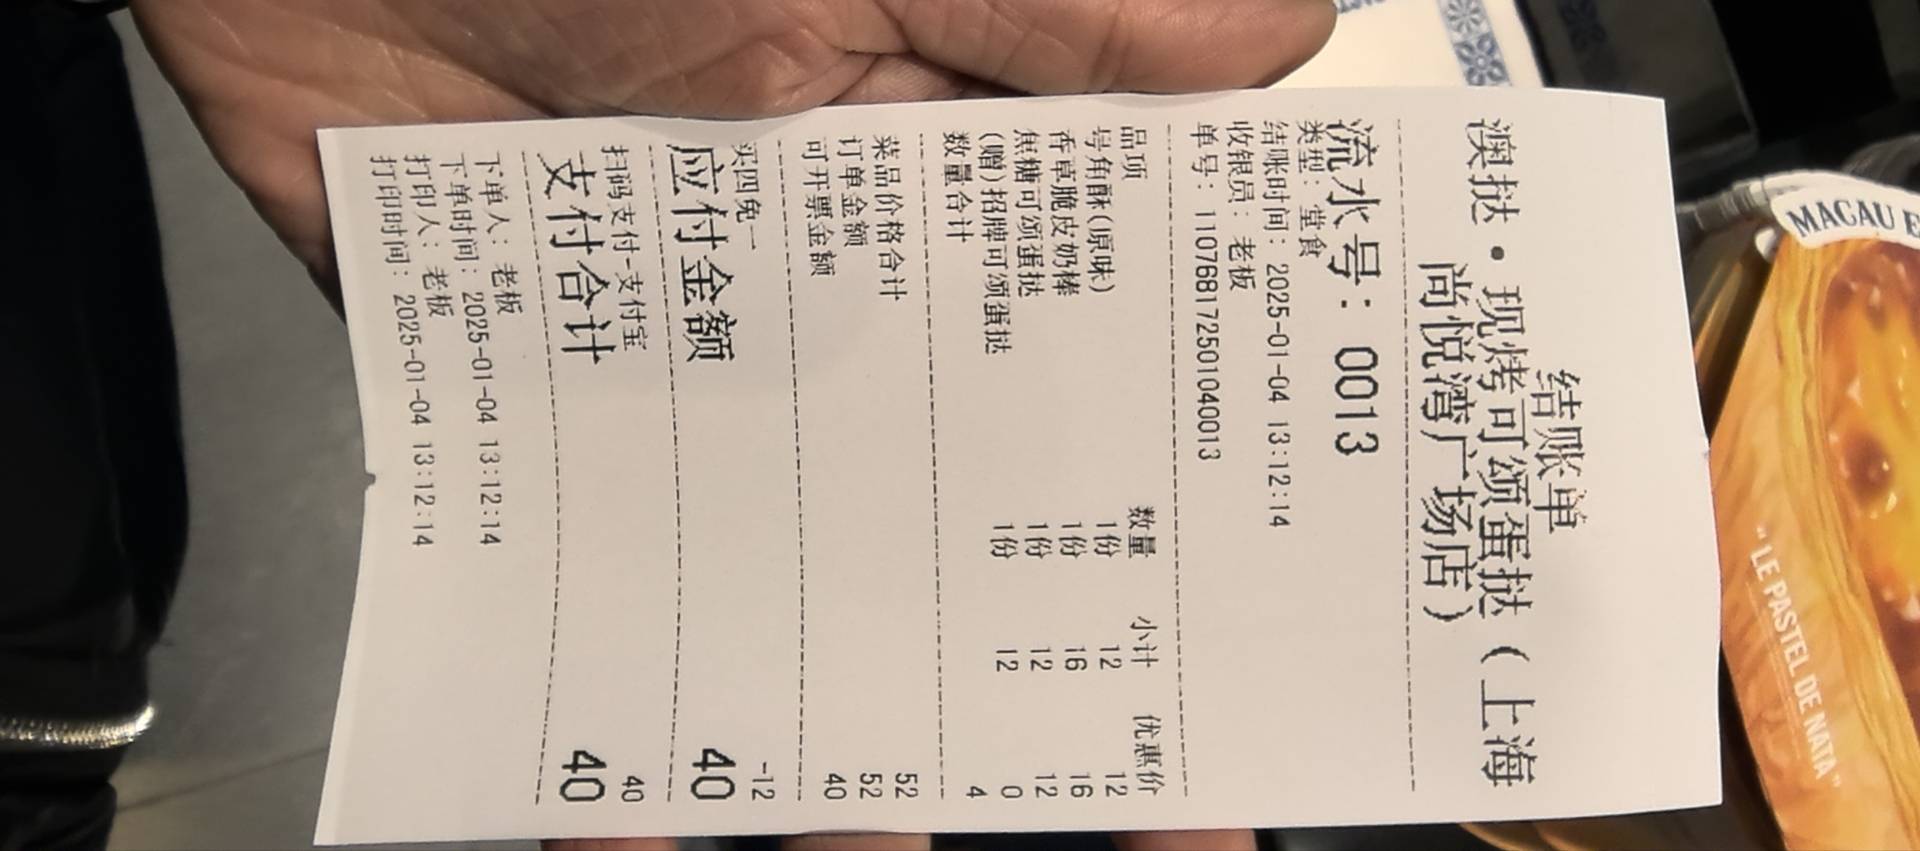 结账单
澳挞·现烤可颂蛋挞（上海
尚悦湾广场店）
流水号：0013
类型：堂食
结账时间：2025-01-04 13:12:14
收银员：老板
单号：1107681725010400​13
品项 数量 小计 优惠价
号角酥(原味) 1份 12 12
香草脆皮奶棒 1份 16 16
焦糖可颂蛋挞 1份 12 12
(赠)招牌可颂蛋挞 1份 12 0
数量合计 4
菜品价格合计 52
订单金额 52
可开票金额 40
买四免一 -12
应付金额 40
扫码支付-支付宝 40
支付合计 40
下单人：老板
下单时间：2025-01-04 13:12:14
打印人：老板
打印时间：2025-01-04 13:12:14
MACAU E
"LE PASTEL DE NATA"